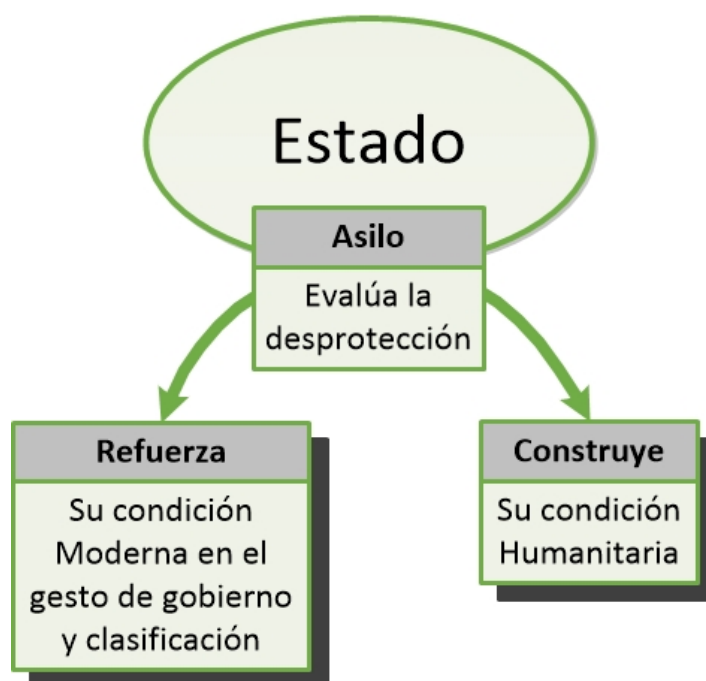 Estado
Asilo
Evalúa la
desprotección
Refuerza
Su condición
Moderna en el
gesto de gobierno
y clasificación
Construye
Su condición
Humanitaria